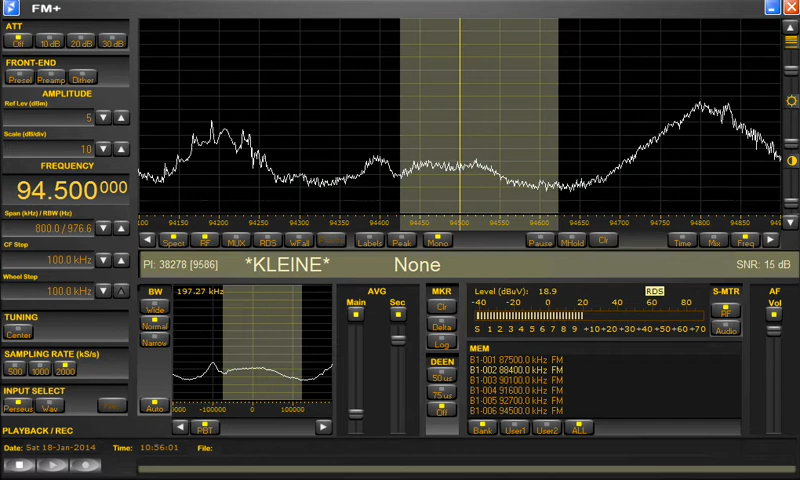 FM+
ATT
Off 10 dB 20 dB 30 dB
FRONT-END
Presel Preamp Dither
AMPLITUDE
Ref Lev (dBm)
5
Scale (dB/div)
10
FREQUENCY
94.500000
Span (kHz) / RBW (Hz)
800.0 / 976.6
CF Step
100.0 kHz
Wheel Step
100.0 kHz
TUNING
Center
SAMPLING RATE (kS/s)
500 1000 2000
INPUT SELECT
Perseus Wav
PLAYBACK / REC
100 94150 94200 94250 94300 94350 94400 94450 94500 94550 94600 94650 94700 94750 94800 94850 94900
Spect RF MUX RDS WFall Labels Peak Mono Pause MHold Clr Time Mix Freq
PI: 38278 [9586] *KLEINE* None SNR: 15 dB
BW
Wide
Normal
Narrow
Auto
197.27 kHz
000 -100000 0 100000
PBT
AVG
Main Sec
MKR
Clr
Delta
Log
DEEN
50 us
75 us
Off
Level (dBuV) : 18.9 RDS
-40 -20 0 20 40 60 80
S 1 2 3 4 5 6 7 8 9 +10+20+30+40+50+60+70
S-MTR
RF
Audio
AF
Vol
MEM
B1-001 87500.0 kHz FM
B1-002 88400.0 kHz FM
B1-003 90100.0 kHz FM
B1-004 91600.0 kHz FM
B1-005 92700.0 kHz FM
B1-006 94500.0 kHz FM
Bank User1 User2 ALL
Date: Sat 18-Jan-2014 Time: 10:56:01 File: